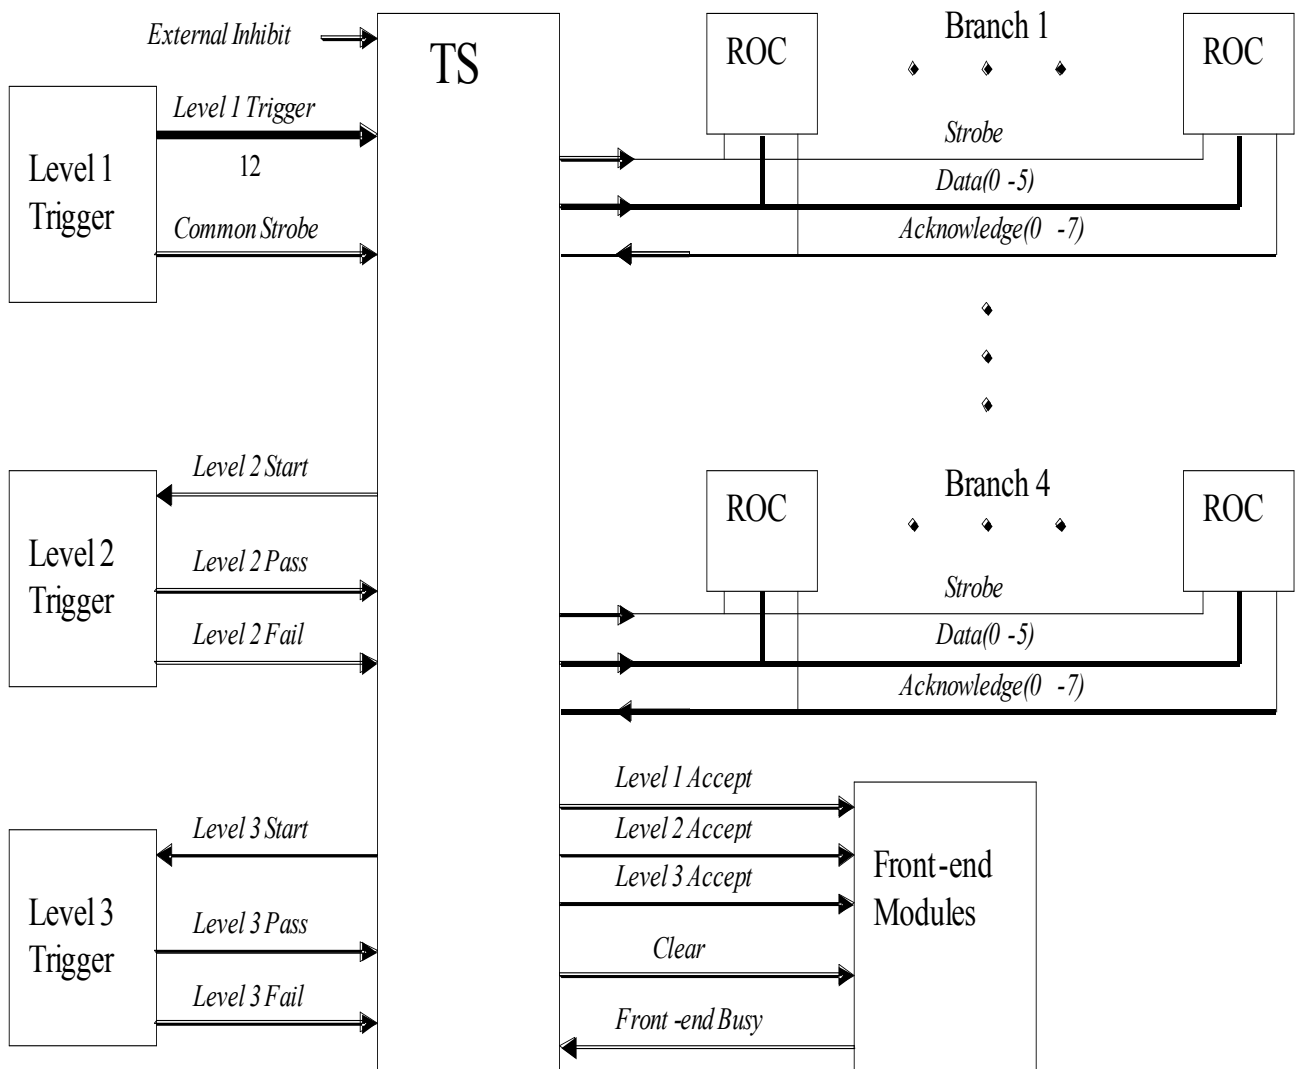 External Inhibit
TS
ROC
Branch 1
ROC
Level 1 Trigger
12
Common Strobe
Level 1
Trigger
Strobe
Data(0 -5)
Acknowledge(0 -7)
Level 2 Start
Level 2 Pass
Level 2 Fail
Level 2
Trigger
ROC
Branch 4
ROC
Strobe
Data(0 -5)
Acknowledge(0 -7)
Level 3 Start
Level 3 Pass
Level 3 Fail
Level 3
Trigger
Level 1 Accept
Level 2 Accept
Level 3 Accept
Clear
Front -end Busy
Front-end
Modules